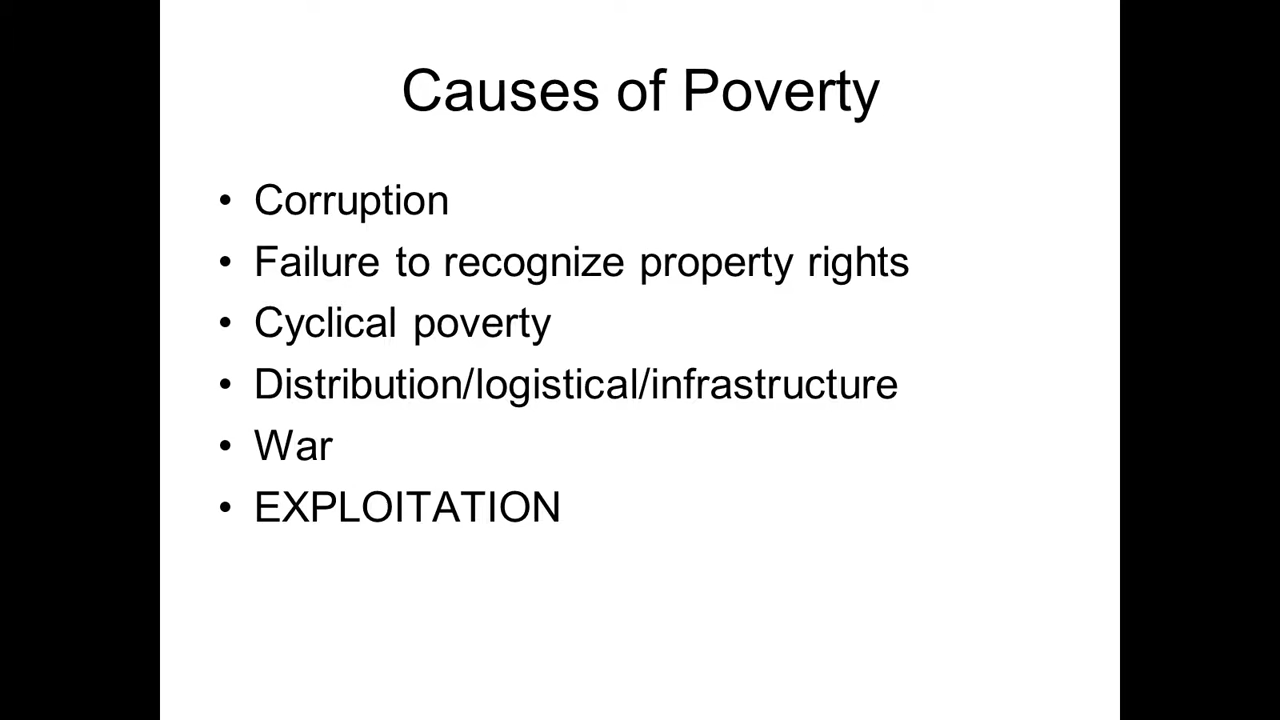 Causes of Poverty
• Corruption
• Failure to recognize property rights
• Cyclical poverty
• Distribution/logistical/infrastructure
• War
• EXPLOITATION